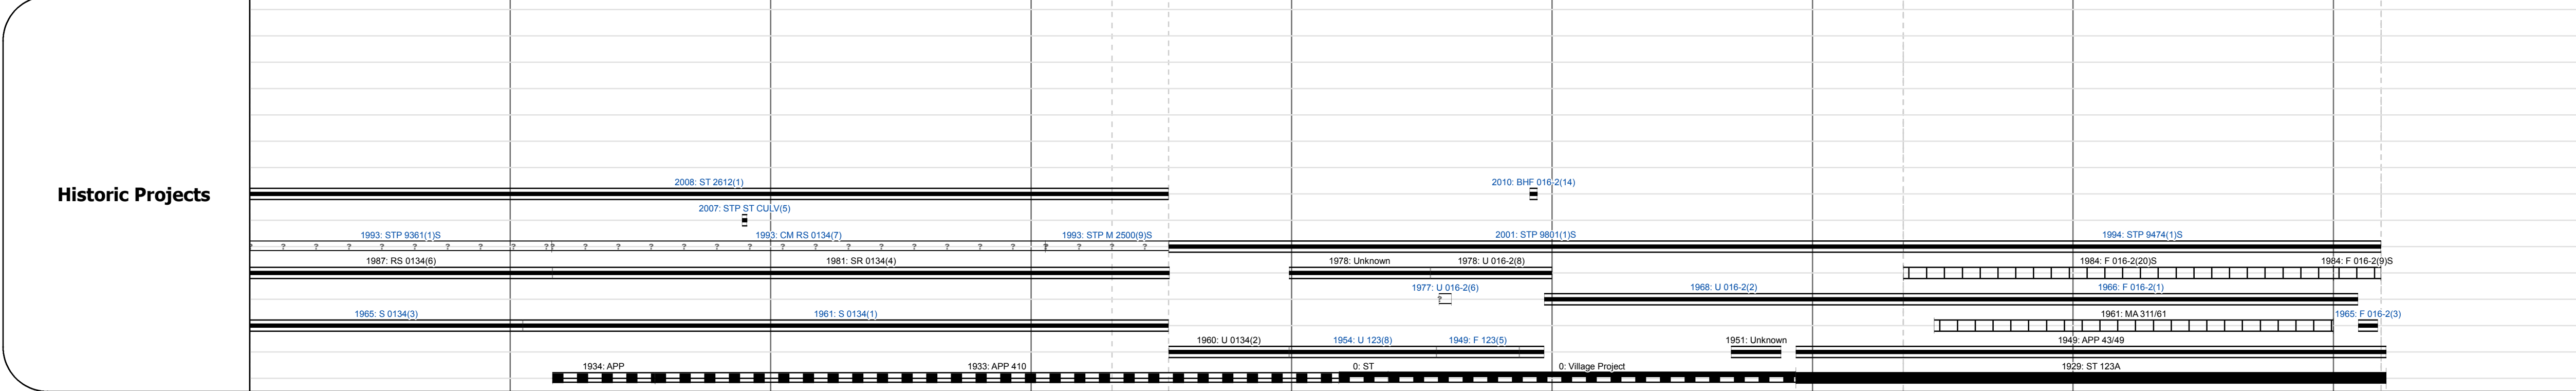 Historic Projects
2008: ST 2612(1)
2010: BHF 016-2(14)
2007: STP ST CULV(5)
1993: STP 9361(1)S
1993: CM RS 0134(7)
1993: STP M 2500(9)S
2001: STP 9801(1)S
1994: STP 9474(1)S
1987: RS 0134(6)
1981: SR 0134(4)
1978: Unknown
1978: U 016-2(8)
1984: F 016-2(20)S
1984: F 016-2(9)S
1977: U 016-2(6)
1968: U 016-2(2)
1966: F 016-2(1)
1965: S 0134(3)
1961: S 0134(1)
1961: MA 311/61
1965: F 016-2(3)
1960: U 0134(2)
1954: U 123(8)
1949: F 123(5)
1951: Unknown
1949: APP 43/49
1934: APP
1933: APP 410
0: ST
0: Village Project
1929: ST 123A